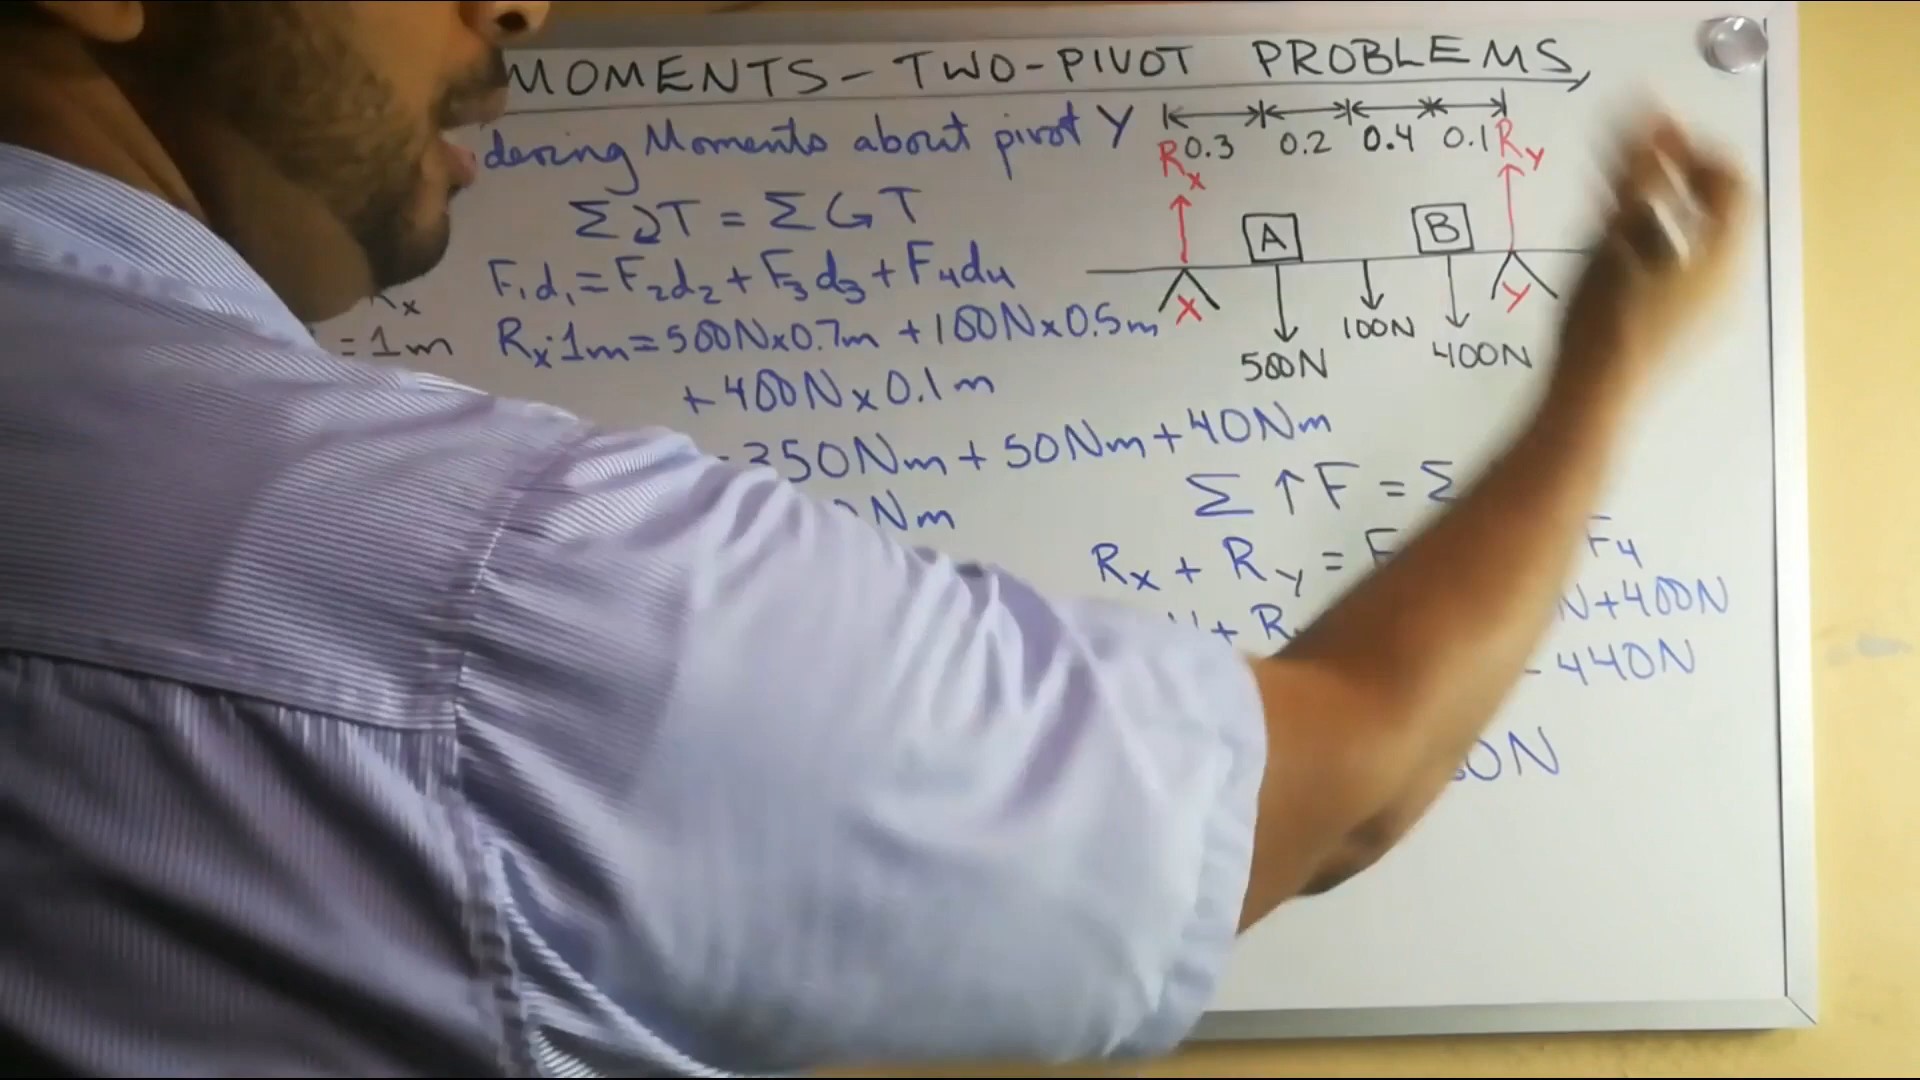 MOMENTS - TWO-PIVOT PROBLEMS
dering Moments about pivot Y
0.3 0.2 0.4 0.1
Rx Ry
Σ↻T = Σ↺T
A B
F₁d₁ = F₂d₂ + F₃d₃ + F₄d₄
X Y
= 1m
Rx·1m = 500N x 0.7m + 100N x 0.5m
500N 100N 400N
+ 400N x 0.1m
350Nm + 50Nm + 40Nm
Σ ↑F = Σ
Nm
Rx + Ry = F F₄
+ R N + 400N
- 440N
0N